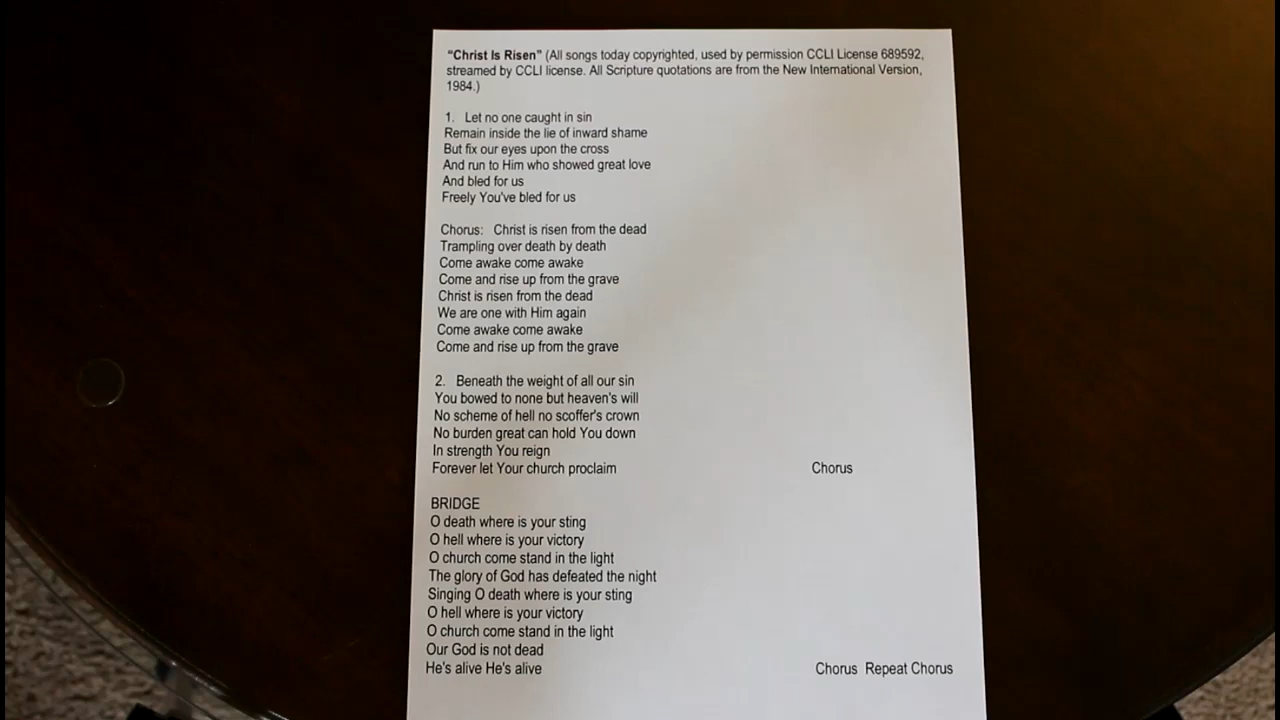 “Christ Is Risen” (All songs today copyrighted, used by permission CCLI License 689592,
streamed by CCLI license. All Scripture quotations are from the New International Version,
1984.)
1. Let no one caught in sin
Remain inside the lie of inward shame
But fix our eyes upon the cross
And run to Him who showed great love
And bled for us
Freely You've bled for us
Chorus: Christ is risen from the dead
Trampling over death by death
Come awake come awake
Come and rise up from the grave
Christ is risen from the dead
We are one with Him again
Come awake come awake
Come and rise up from the grave
2. Beneath the weight of all our sin
You bowed to none but heaven's will
No scheme of hell no scoffer's crown
No burden great can hold You down
In strength You reign
Forever let Your church proclaim Chorus
BRIDGE
O death where is your sting
O hell where is your victory
O church come stand in the light
The glory of God has defeated the night
Singing O death where is your sting
O hell where is your victory
O church come stand in the light
Our God is not dead
He's alive He's alive Chorus Repeat Chorus